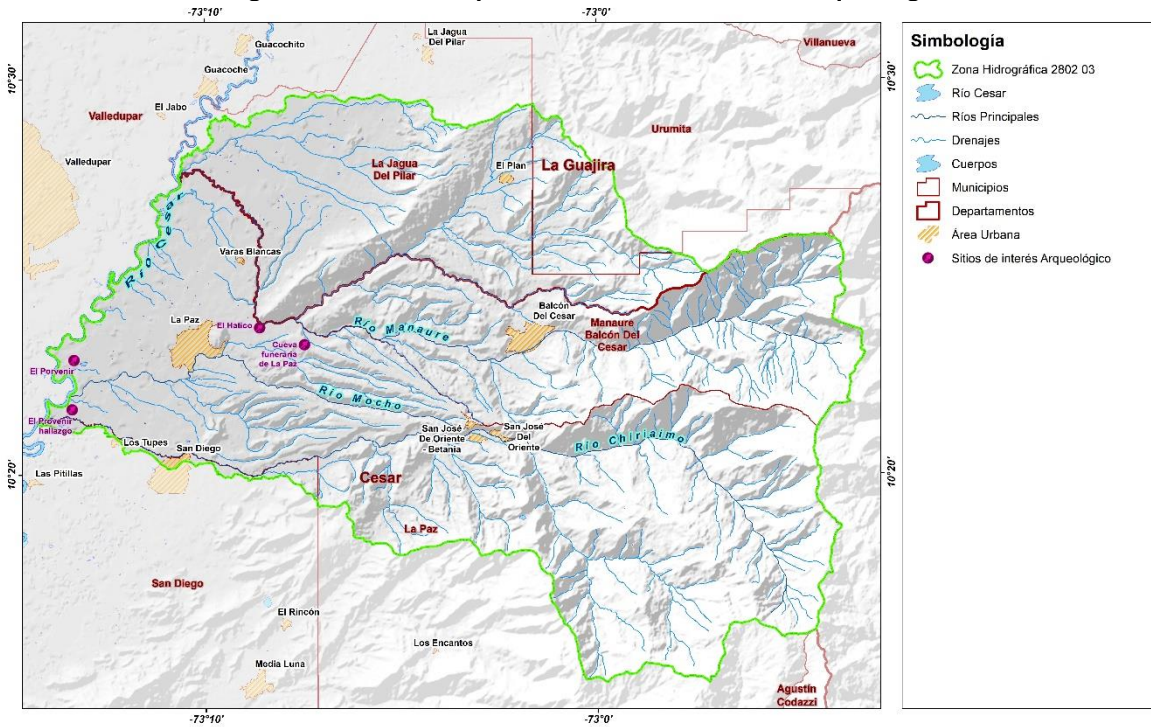 -73°10'
-73°0'
10°30'
10°30'
10°20'
10°20'
-73°10'
-73°0'
Guacochito
La Jagua
Del Pilar
Villanueva
Guacoche
El Jabo
Valledupar
Urumita
Valledupar
La Jagua
Del Pilar
El Plan
La Guajira
Río Cesar
Varas Blancas
La Paz
El Hatico
Río Manaure
Balcón
Del Cesar
Manaure
Balcón Del
Cesar
Cueva
funeraria
de La Paz
El Porvenir
Río Mocho
El Provenir
hallazgo
Los Tupes
San Diego
San José
De Oriente
- Betania
San José
Del
Oriente
Río Chiriaimo
Las Pitillas
Cesar
La Paz
San Diego
El Rincón
Los Encantos
Media Luna
Agustín
Codazzi
Simbología
Zona Hidrográfica 2802 03
Río Cesar
Ríos Principales
Drenajes
Cuerpos
Municipios
Departamentos
Área Urbana
Sitios de interés Arqueológico